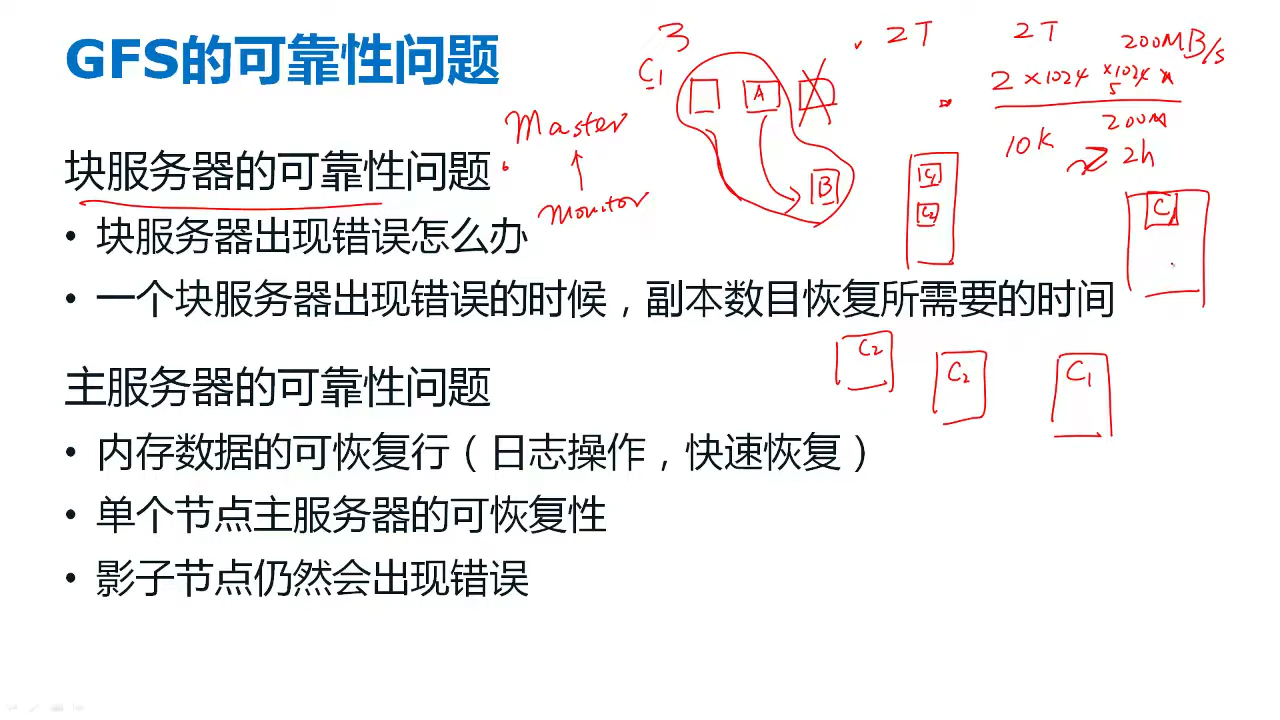 GFS的可靠性问题
块服务器的可靠性问题
• 块服务器出现错误怎么办
• 一个块服务器出现错误的时候，副本数目恢复所需要的时间
主服务器的可靠性问题
• 内存数据的可恢复行（日志操作，快速恢复）
• 单个节点主服务器的可恢复性
• 影子节点仍然会出现错误
3
C1
A
B
Master
Monitor
2T
2T
200MB/s
2 ×1024 ×1024
200M
10K
2h
C1
C2
C1
C2
C2
C1